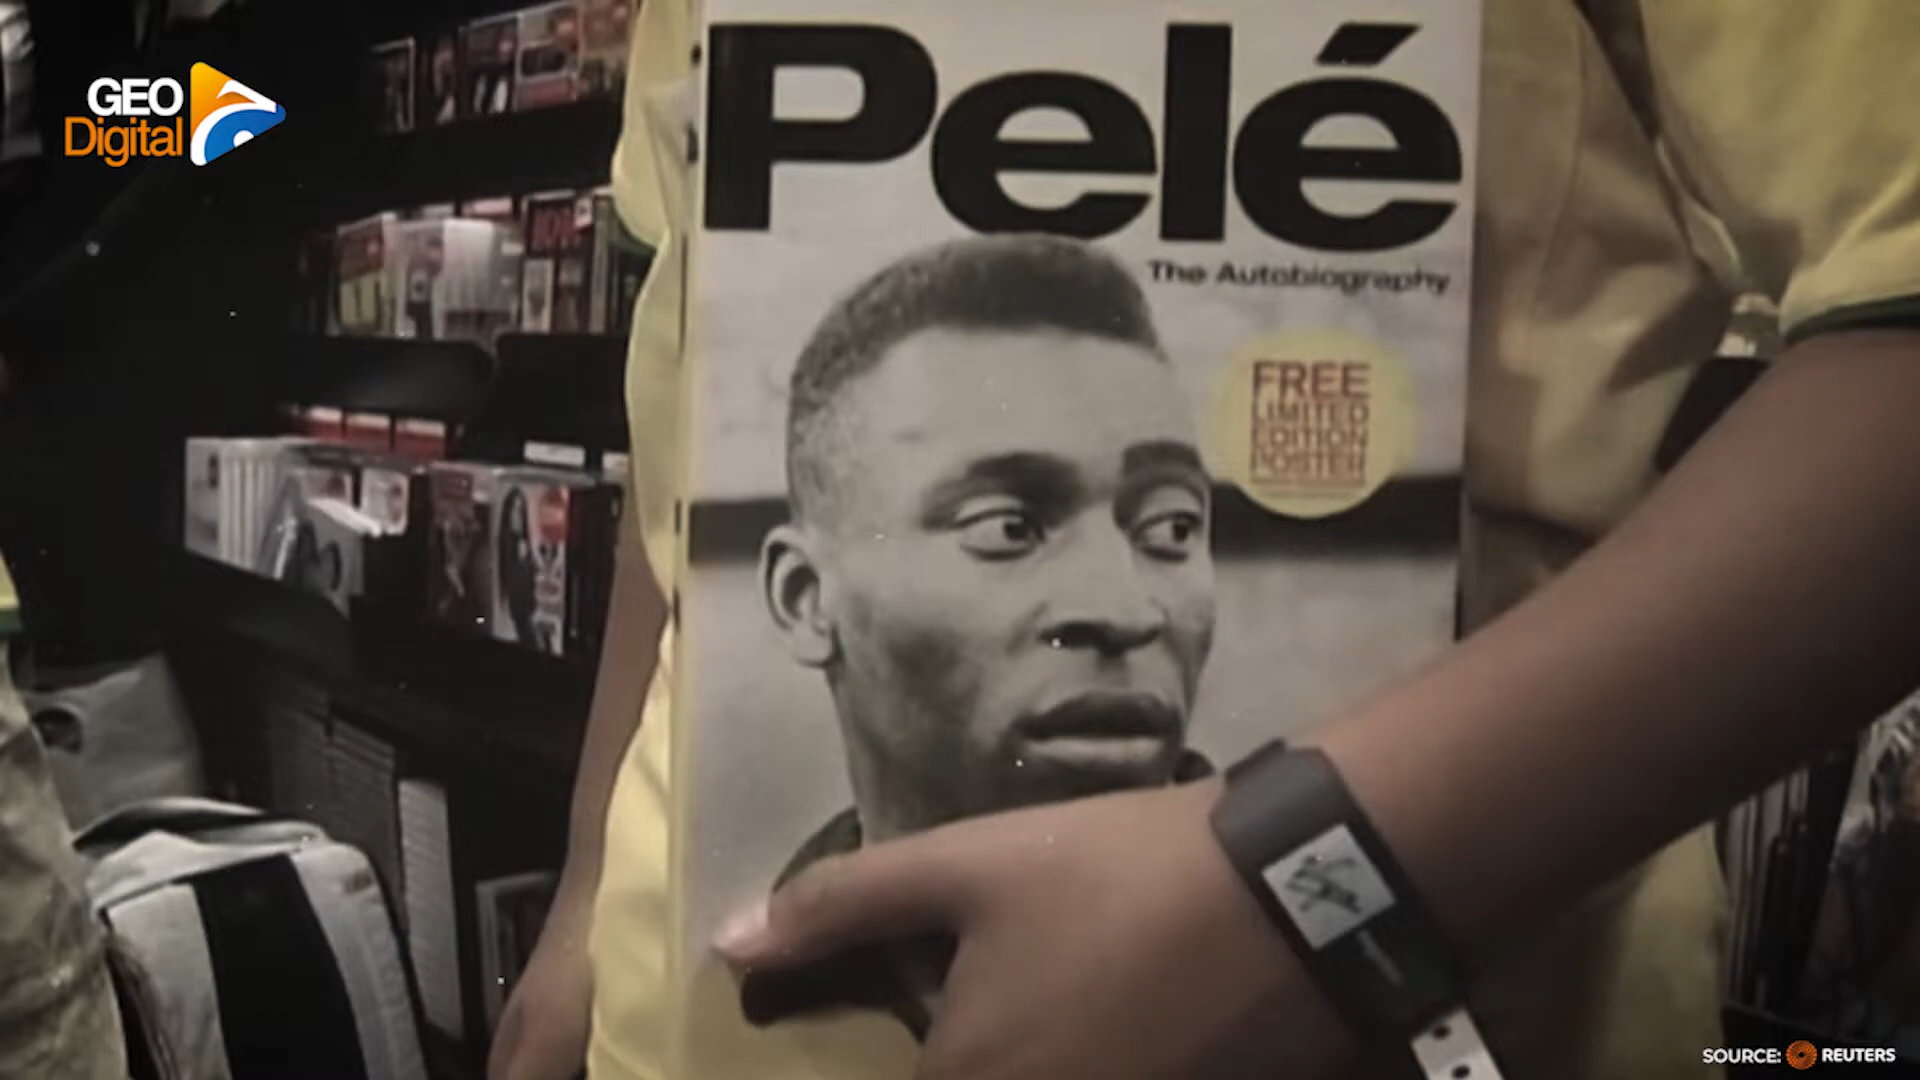 GEO
Digital
Pelé
The Autobiography
FREE
LIMITED
EDITION
POSTER
SOURCE: REUTERS